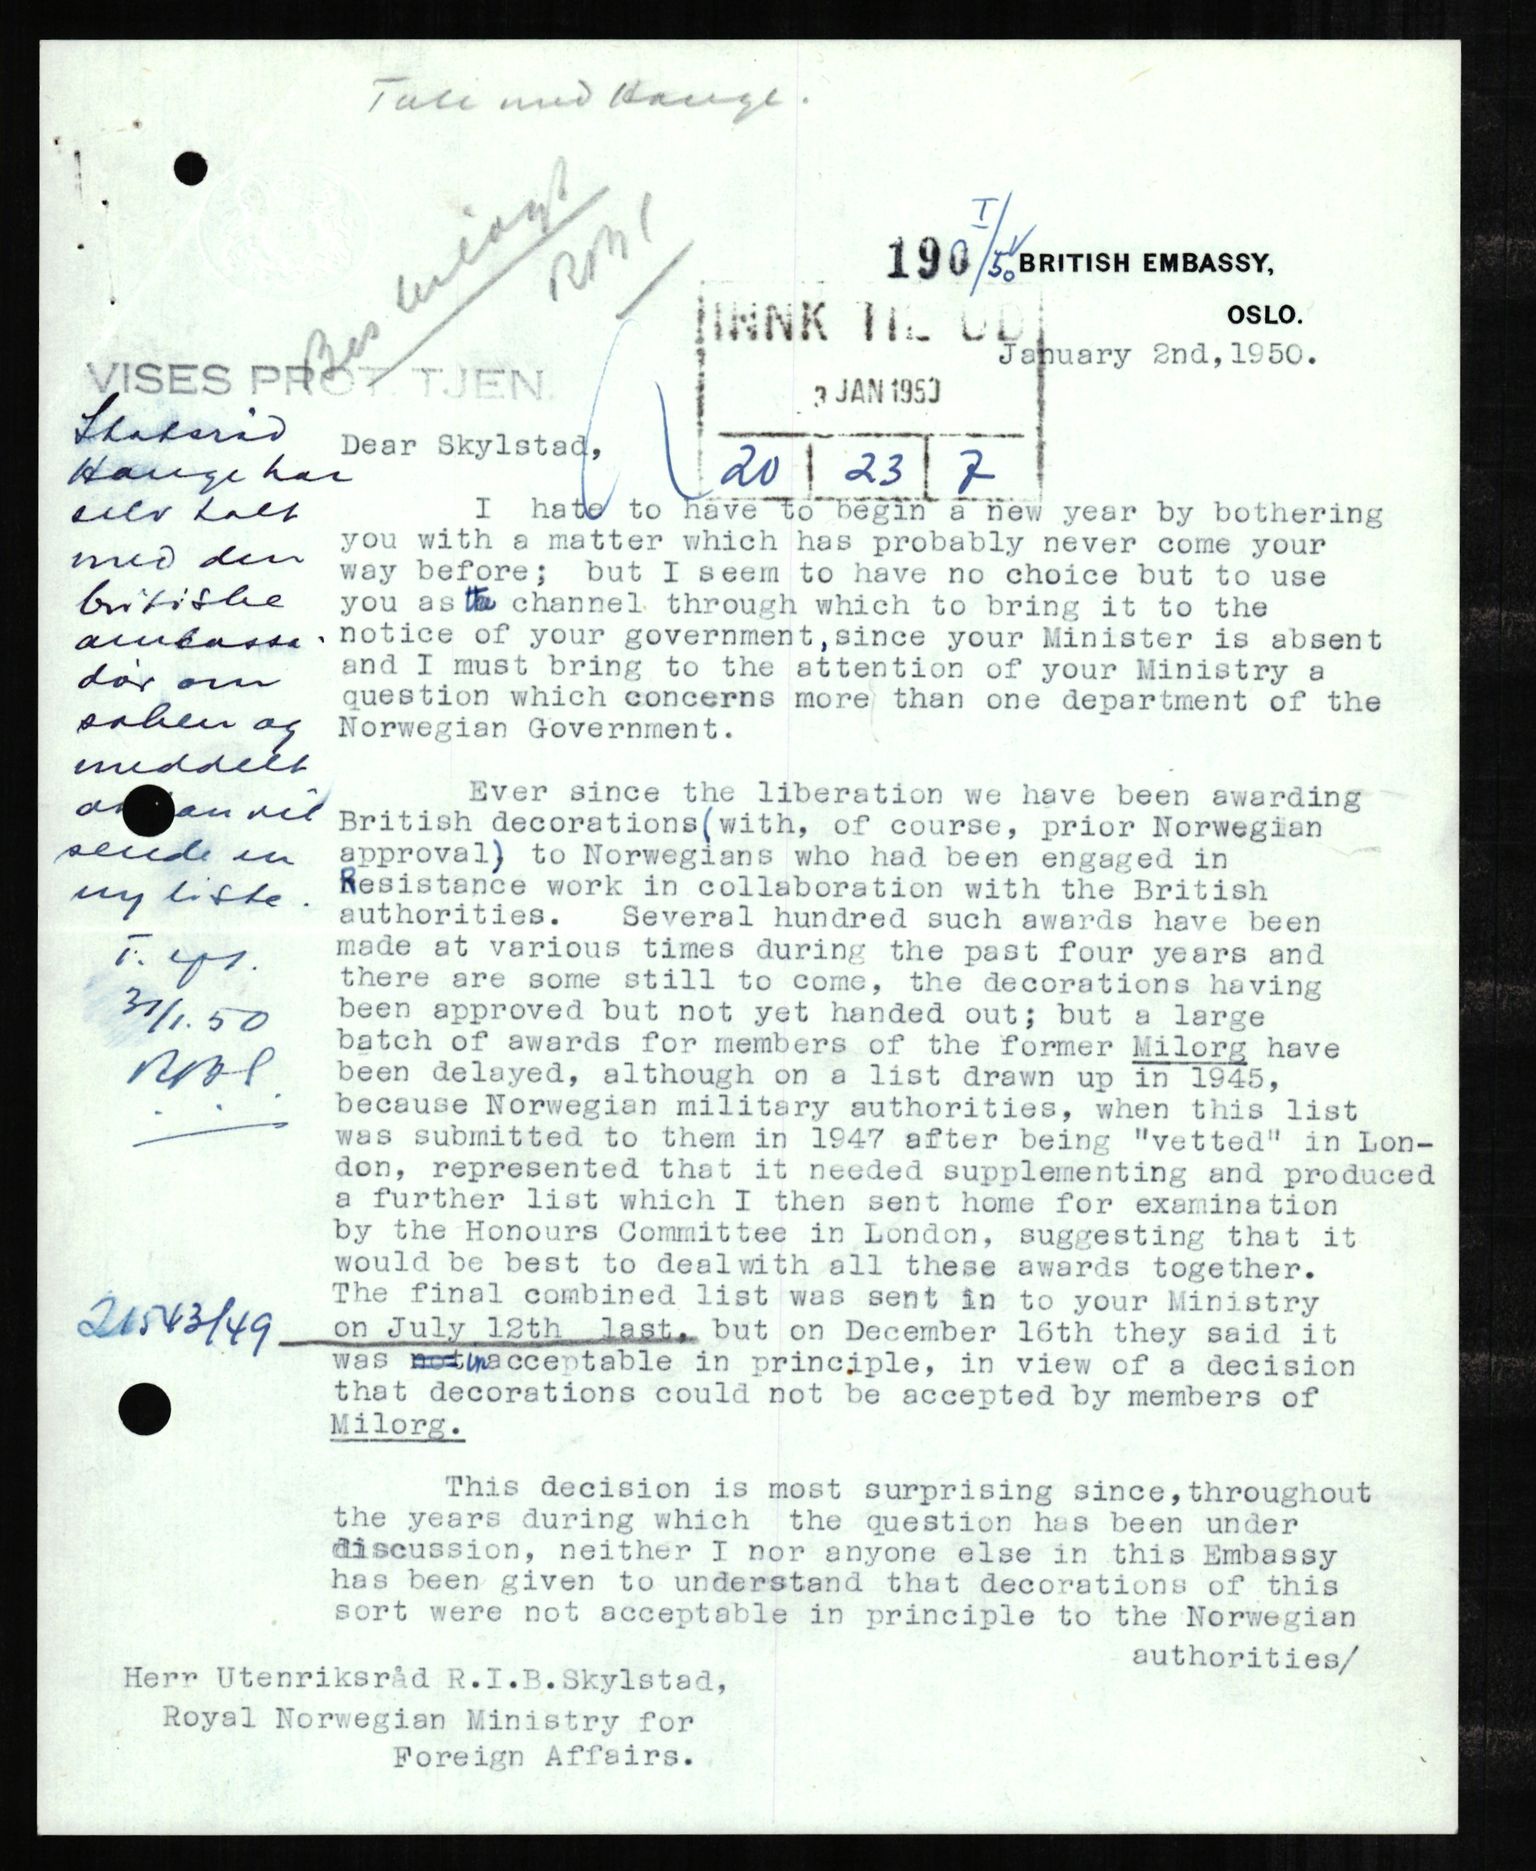 Tale med Hauge.
190 I/50 BRITISH EMBASSY,
OSLO.
INNK TIL UD
3 JAN 1950
20 23 7
January 2nd, 1950.
VISES PROT. TJEN.
Statsråd
Hauge har
selv talt
med den
britiske
ambassa-
dør om
saken og
meddelt
at han vil
sende en
ny liste.
31/1.50
21543/49
Dear Skylstad,
I hate to have to begin a new year by bothering
you with a matter which has probably never come your
way before; but I seem to have no choice but to use
you as the channel through which to bring it to the
notice of your government, since your Minister is absent
and I must bring to the attention of your Ministry a
question which concerns more than one department of the
Norwegian Government.
Ever since the liberation we have been awarding
British decorations (with, of course, prior Norwegian
approval) to Norwegians who had been engaged in
Resistance work in collaboration with the British
authorities. Several hundred such awards have been
made at various times during the past four years and
there are some still to come, the decorations having
been approved but not yet handed out; but a large
batch of awards for members of the former Milorg have
been delayed, although on a list drawn up in 1945,
because Norwegian military authorities, when this list
was submitted to them in 1947 after being "vetted" in Lon-
don, represented that it needed supplementing and produced
a further list which I then sent home for examination
by the Honours Committee in London, suggesting that it
would be best to dealwith all these awards together.
The final combined list was sent in to your Ministry
on July 12th last, but on December 16th they said it
was not inacceptable in principle, in view of a decision
that decorations could not be accepted by members of
Milorg.
This decision is most surprising since, throughout
the years during which the question has been under
discussion, neither I nor anyone else in this Embassy
has been given to understand that decorations of this
sort were not acceptable in principle to the Norwegian
authorities/
Herr Utenriksråd R.I.B.Skylstad,
Royal Norwegian Ministry for
Foreign Affairs.